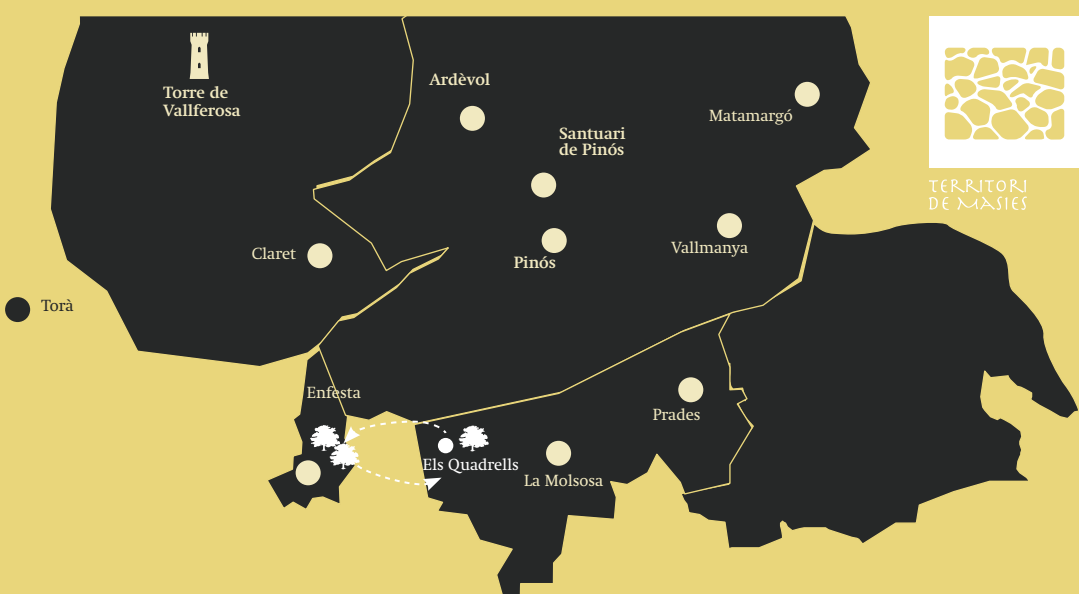 Torre de
Vallferosa
Ardèvol
Santuari
de Pinós
Matamargó
TERRITORI
DE MASIES
Claret
Pinós
Vallmanya
Torà
Enfesta
Prades
Els Quadrells
La Molsosa